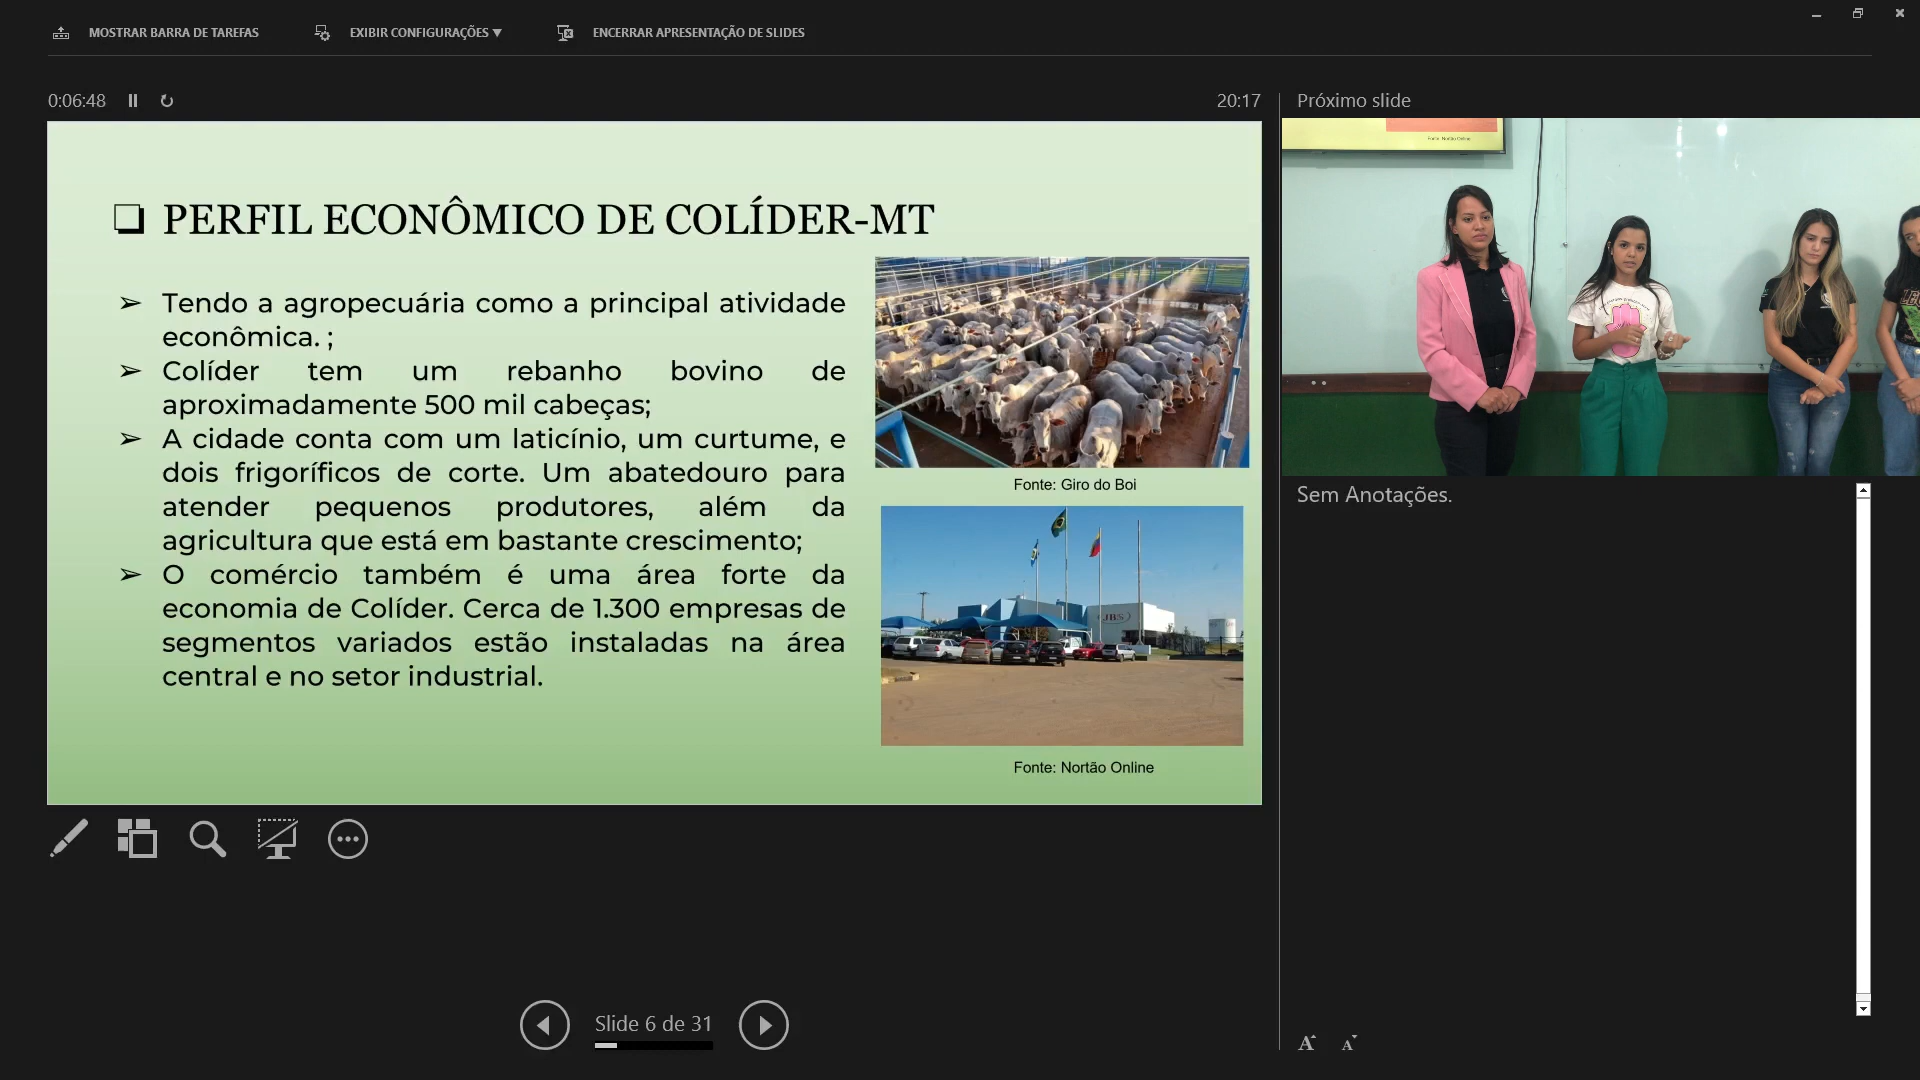 MOSTRAR BARRA DE TAREFAS
EXIBIR CONFIGURAÇÕES ▼
ENCERRAR APRESENTAÇÃO DE SLIDES
0:06:48
20:17
Próximo slide
❏ PERFIL ECONÔMICO DE COLÍDER-MT
➢ Tendo a agropecuária como a principal atividade
econômica. ;
➢ Colíder tem um rebanho bovino de
aproximadamente 500 mil cabeças;
➢ A cidade conta com um laticínio, um curtume, e
dois frigoríficos de corte. Um abatedouro para
atender pequenos produtores, além da
agricultura que está em bastante crescimento;
➢ O comércio também é uma área forte da
economia de Colíder. Cerca de 1.300 empresas de
segmentos variados estão instaladas na área
central e no setor industrial.
Fonte: Giro do Boi
JBS
Fonte: Nortão Online
Fonte: Nortão Online
Sem Anotações.
Slide 6 de 31
A A